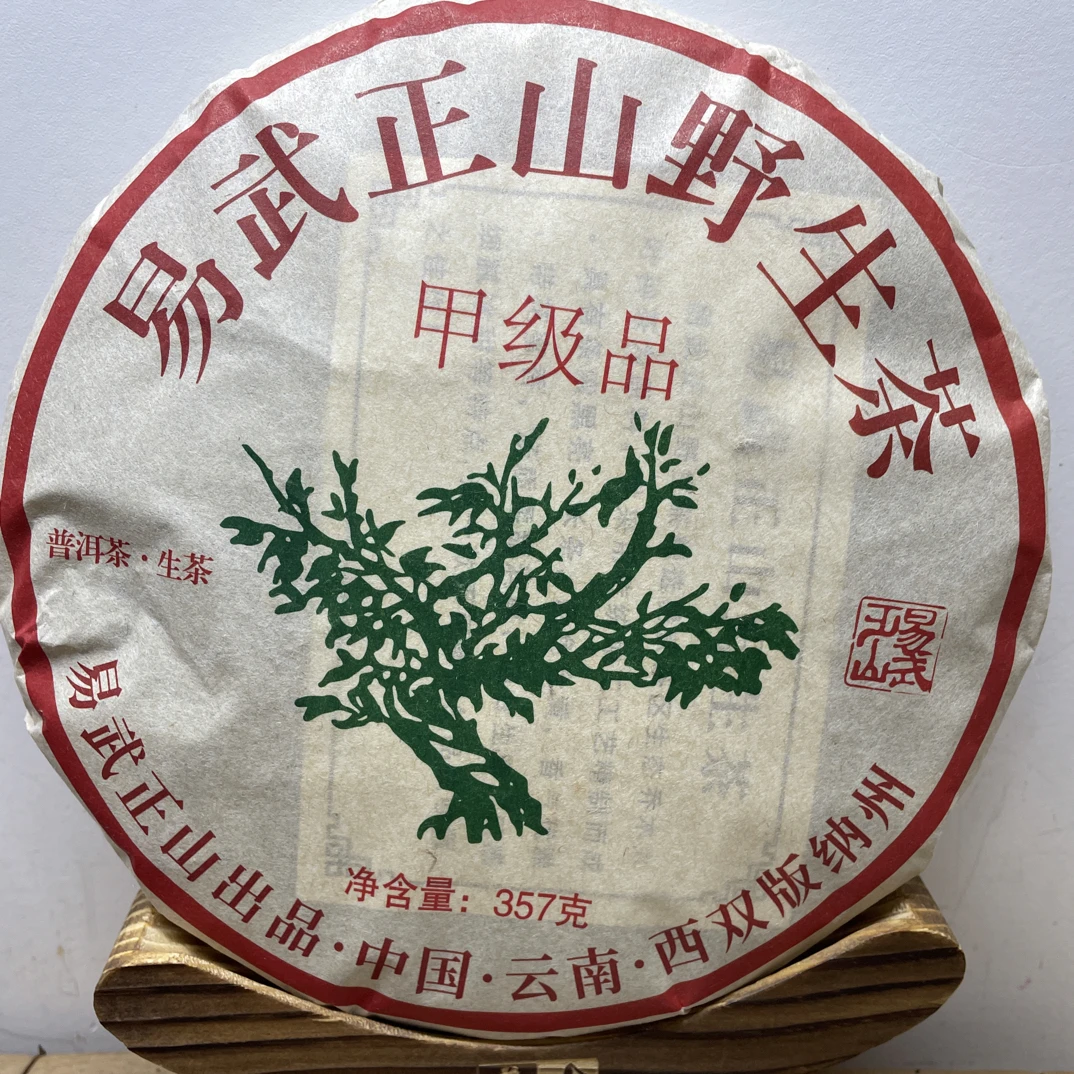 易武正山野生茶
甲级品
普洱茶·生茶
易武正山
净含量：357克
易武正山出品·中国·云南·西双版纳州